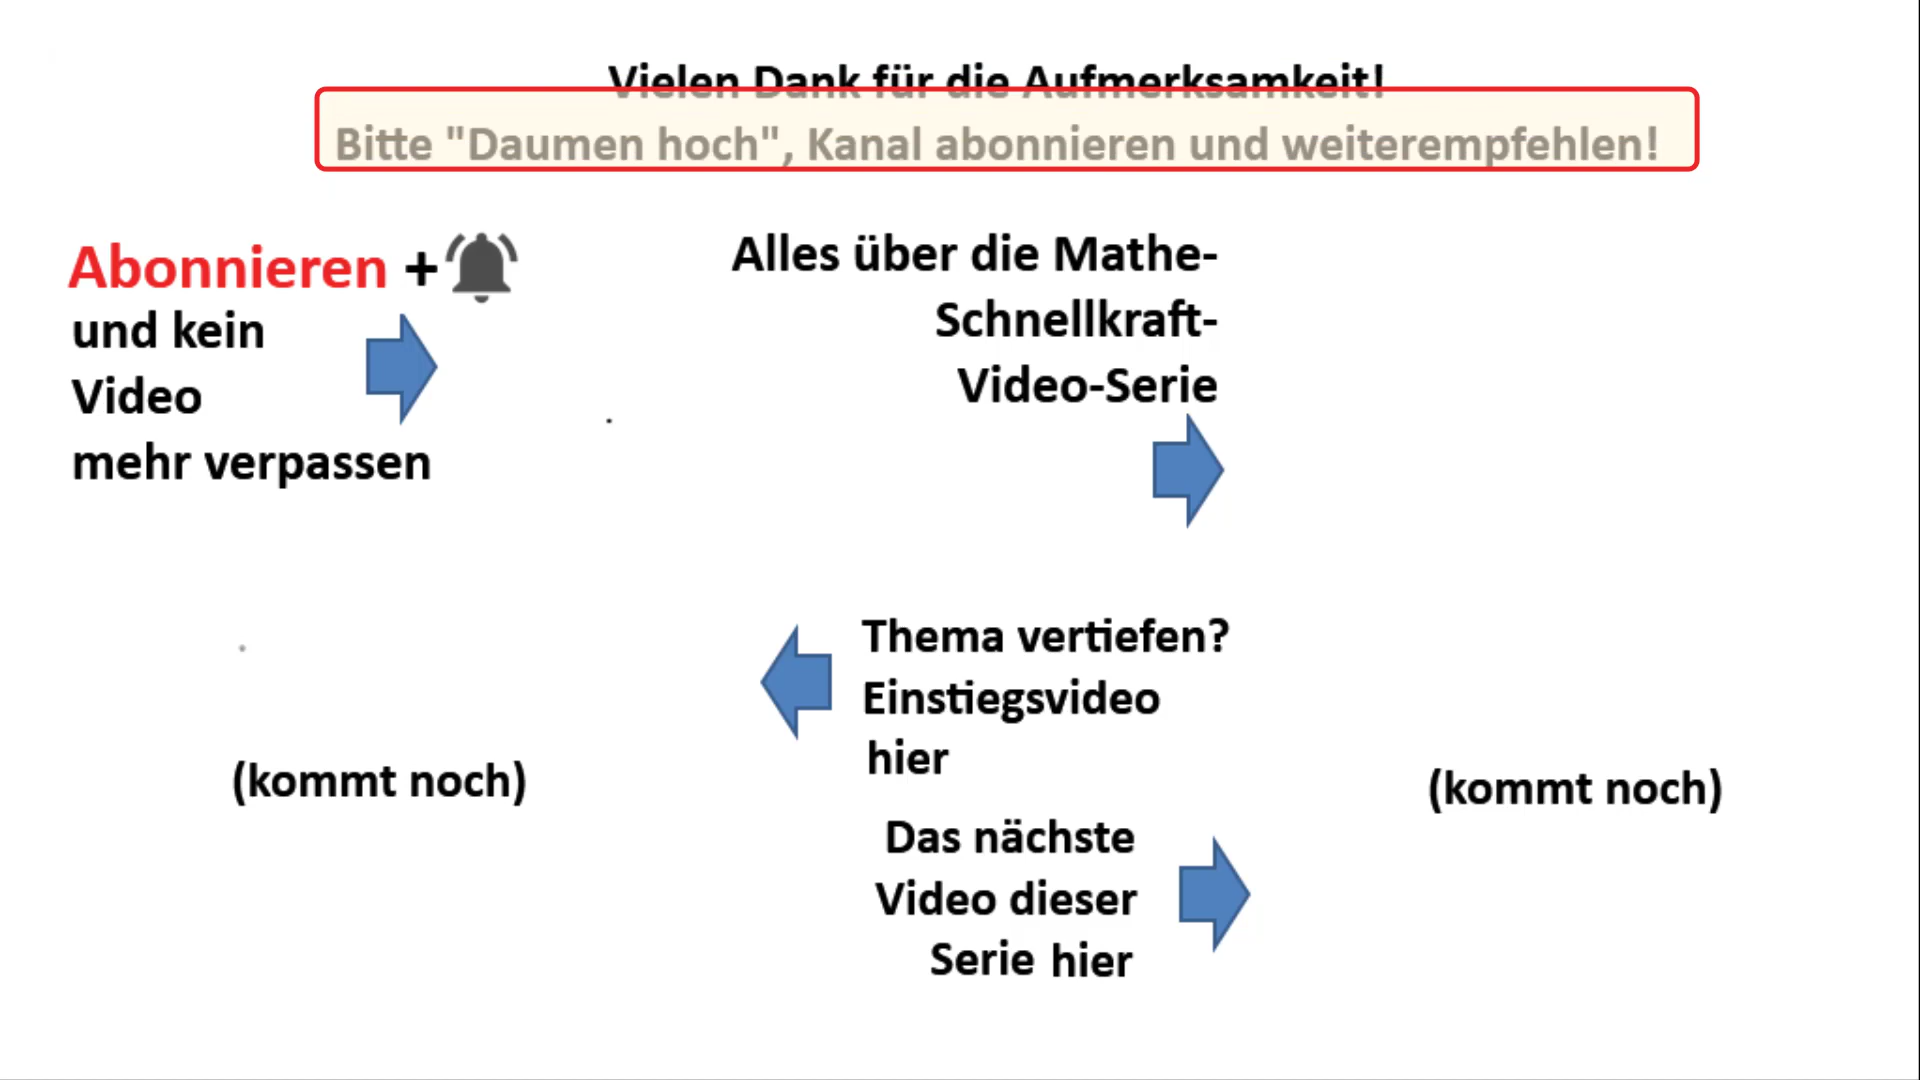 Vielen Dank für die Aufmerksamkeit!
Bitte "Daumen hoch", Kanal abonnieren und weiterempfehlen!
Abonnieren +
und kein
Video
mehr verpassen
Alles über die Mathe-
Schnellkraft-
Video-Serie
Thema vertiefen?
Einstiegsvideo
hier
(kommt noch)
Das nächste
Video dieser
Serie hier
(kommt noch)